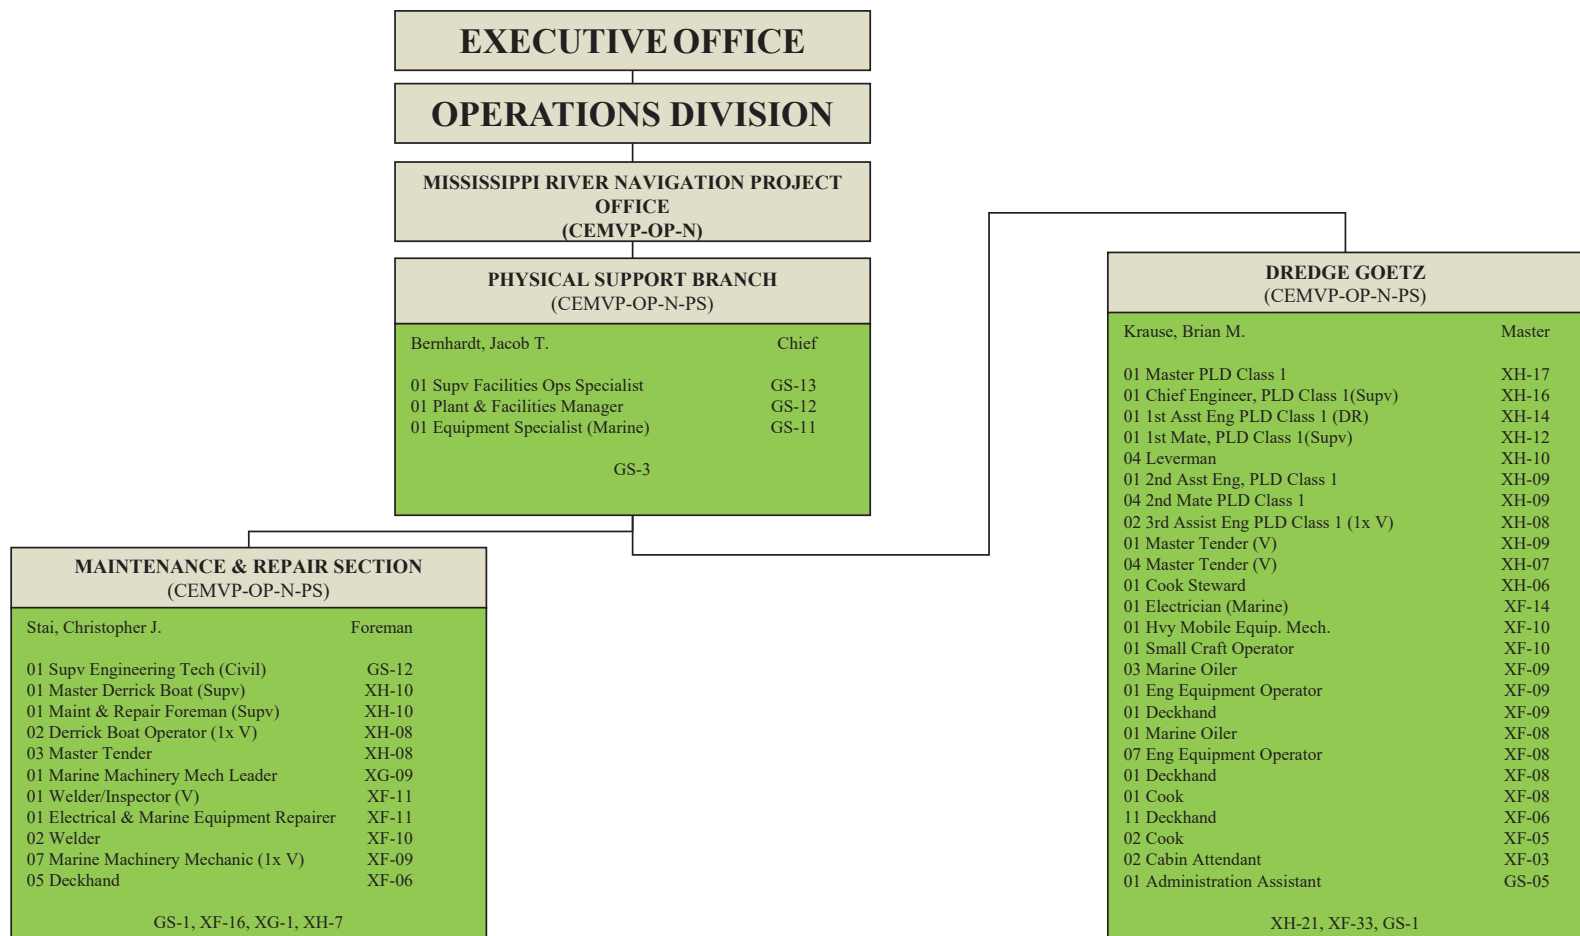 EXECUTIVE OFFICE
OPERATIONS DIVISION
MISSISSIPPI RIVER NAVIGATION PROJECT
OFFICE
(CEMVP-OP-N)
PHYSICAL SUPPORT BRANCH
(CEMVP-OP-N-PS)
Bernhardt, Jacob T. Chief
01 Supv Facilities Ops Specialist GS-13
01 Plant & Facilities Manager GS-12
01 Equipment Specialist (Marine) GS-11
GS-3
MAINTENANCE & REPAIR SECTION
(CEMVP-OP-N-PS)
Stai, Christopher J. Foreman
01 Supv Engineering Tech (Civil) GS-12
01 Master Derrick Boat (Supv) XH-10
01 Maint & Repair Foreman (Supv) XH-10
02 Derrick Boat Operator (1x V) XH-08
03 Master Tender XH-08
01 Marine Machinery Mech Leader XG-09
01 Welder/Inspector (V) XF-11
01 Electrical & Marine Equipment Repairer XF-11
02 Welder XF-10
07 Marine Machinery Mechanic (1x V) XF-09
05 Deckhand XF-06
GS-1, XF-16, XG-1, XH-7
DREDGE GOETZ
(CEMVP-OP-N-PS)
Krause, Brian M. Master
01 Master PLD Class 1 XH-17
01 Chief Engineer, PLD Class 1(Supv) XH-16
01 1st Asst Eng PLD Class 1 (DR) XH-14
01 1st Mate, PLD Class 1(Supv) XH-12
04 Leverman XH-10
01 2nd Asst Eng, PLD Class 1 XH-09
04 2nd Mate PLD Class 1 XH-09
02 3rd Assist Eng PLD Class 1 (1x V) XH-08
01 Master Tender (V) XH-09
04 Master Tender (V) XH-07
01 Cook Steward XH-06
01 Electrician (Marine) XF-14
01 Hvy Mobile Equip. Mech. XF-10
01 Small Craft Operator XF-10
03 Marine Oiler XF-09
01 Eng Equipment Operator XF-09
01 Deckhand XF-09
01 Marine Oiler XF-08
07 Eng Equipment Operator XF-08
01 Deckhand XF-08
01 Cook XF-08
11 Deckhand XF-06
02 Cook XF-05
02 Cabin Attendant XF-03
01 Administration Assistant GS-05
XH-21, XF-33, GS-1